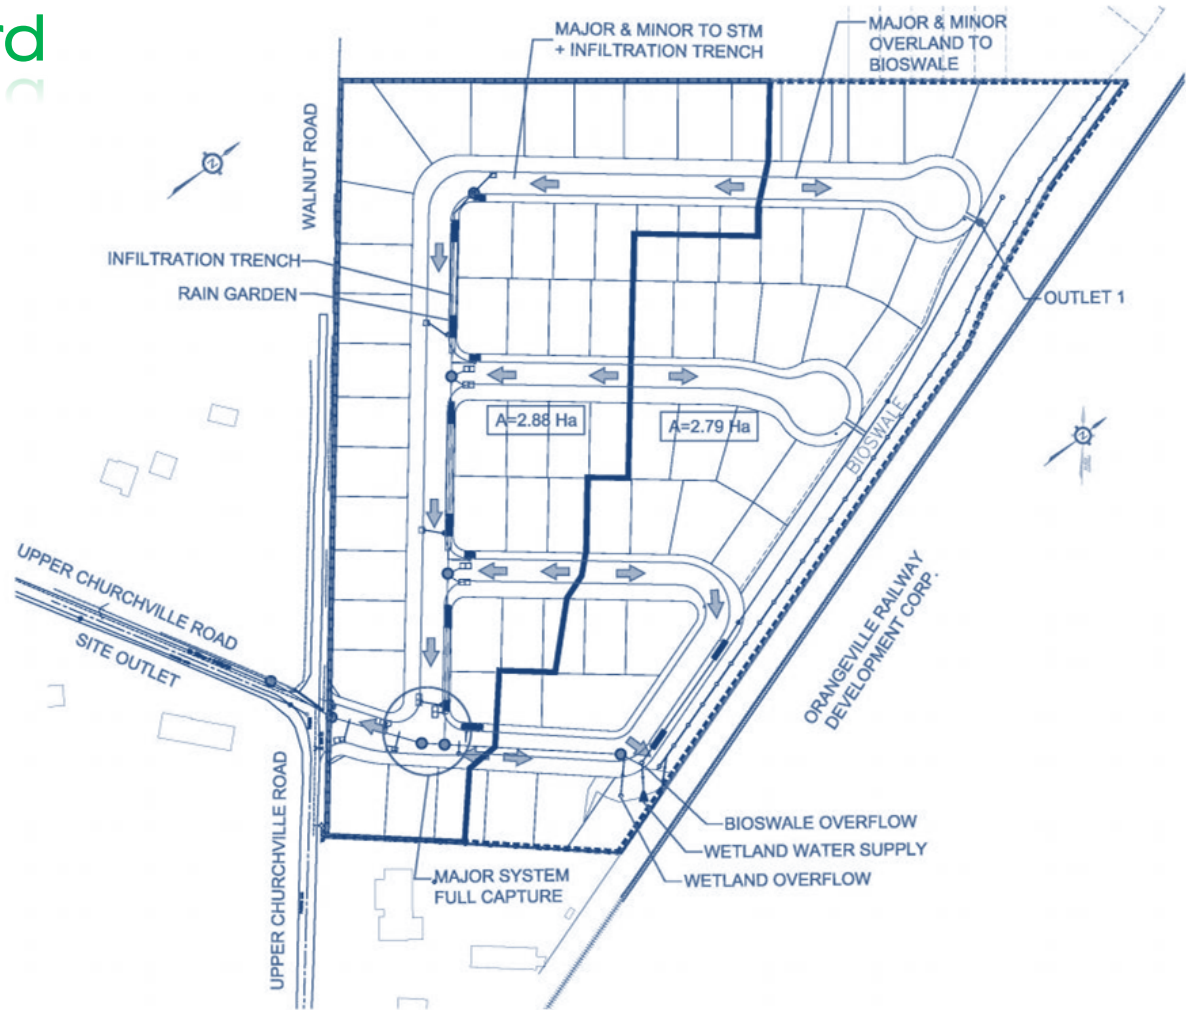 rd
MAJOR & MINOR TO STM
+ INFILTRATION TRENCH
MAJOR & MINOR
OVERLAND TO
BIOSWALE
WALNUT ROAD
N
INFILTRATION TRENCH
RAIN GARDEN
OUTLET 1
A=2.88 Ha
A=2.79 Ha
BIOSWALE
N
UPPER CHURCHVILLE ROAD
SITE OUTLET
ORANGEVILLE RAILWAY
DEVELOPMENT CORP.
UPPER CHURCHVILLE ROAD
BIOSWALE OVERFLOW
WETLAND WATER SUPPLY
WETLAND OVERFLOW
MAJOR SYSTEM
FULL CAPTURE